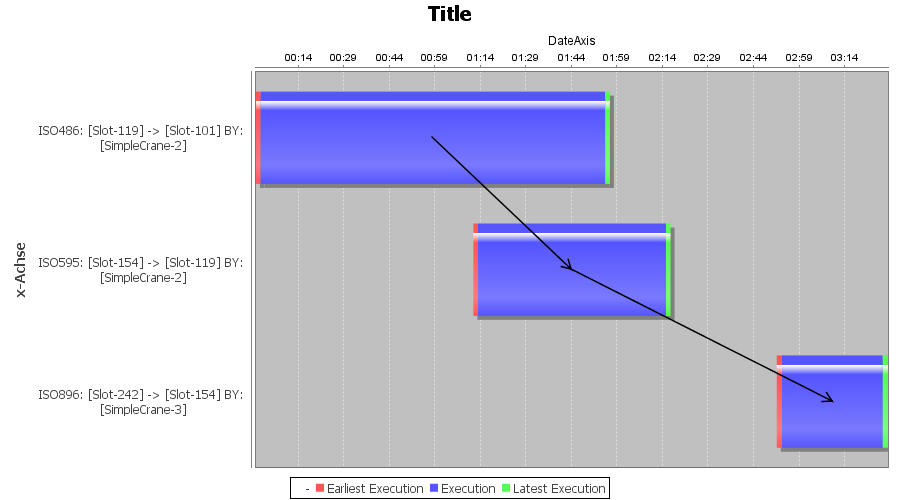 Title
DateAxis
00:14 00:29 00:44 00:59 01:14 01:29 01:44 01:59 02:14 02:29 02:44 02:59 03:14
x-Achse
ISO486: [Slot-119] -> [Slot-101] BY:
[SimpleCrane-2]
ISO595: [Slot-154] -> [Slot-119] BY:
[SimpleCrane-2]
ISO896: [Slot-242] -> [Slot-154] BY:
[SimpleCrane-3]
- Earliest Execution Execution Latest Execution